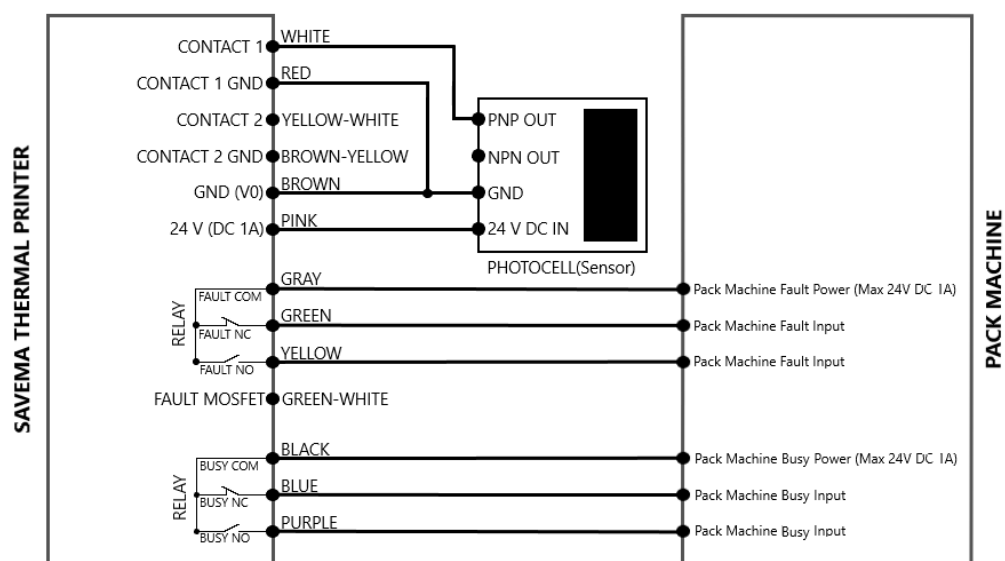 SAVEMA THERMAL PRINTER
CONTACT 1 WHITE
CONTACT 1 GND RED
CONTACT 2 YELLOW-WHITE
CONTACT 2 GND BROWN-YELLOW
GND (V0) BROWN
24 V (DC 1A) PINK
PNP OUT
NPN OUT
GND
24 V DC IN
PHOTOCELL(Sensor)
RELAY
FAULT COM GRAY Pack Machine Fault Power (Max 24V DC 1A)
FAULT NC GREEN Pack Machine Fault Input
FAULT NO YELLOW Pack Machine Fault Input
FAULT MOSFET GREEN-WHITE
RELAY
BUSY COM BLACK Pack Machine Busy Power (Max 24V DC 1A)
BUSY NC BLUE Pack Machine Busy Input
BUSY NO PURPLE Pack Machine Busy Input
PACK MACHINE